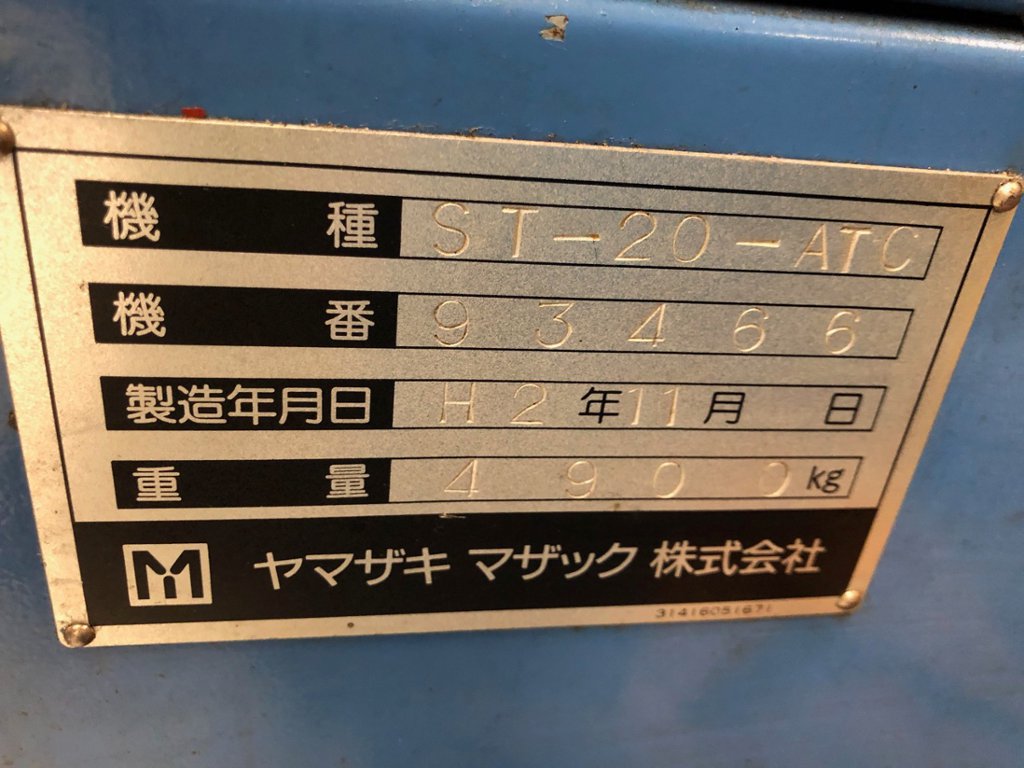 機種 ST-20-ATC
機番 93466
製造年月日 H2年11月 日
重量 4900kg
M ヤマザキ マザック 株式会社
31416051671